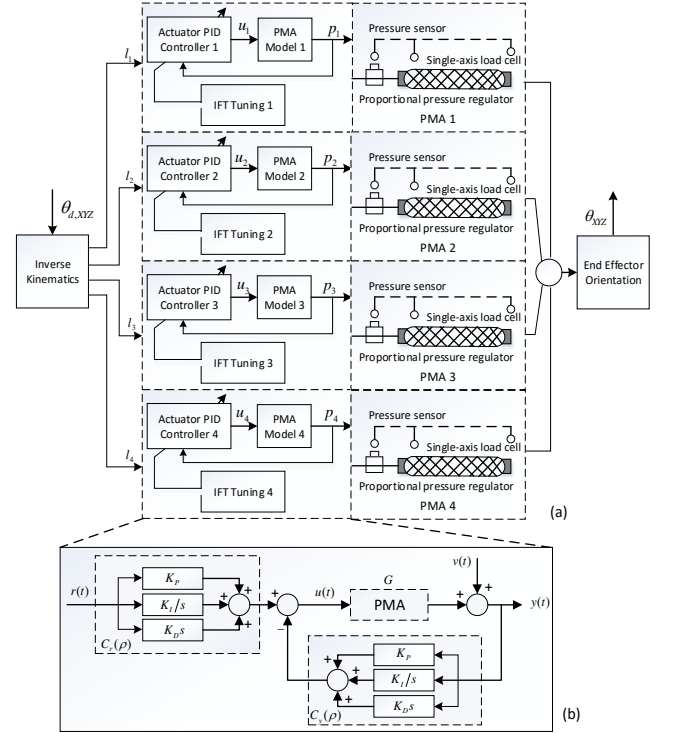 Actuator PID
Controller 1
u1
PMA
Model 1
p1
l1
IFT Tuning 1
Pressure sensor
Single-axis load cell
Proportional pressure regulator
PMA 1
Actuator PID
Controller 2
u2
PMA
Model 2
p2
l2
IFT Tuning 2
Pressure sensor
Single-axis load cell
Proportional pressure regulator
PMA 2
θd,XYZ
Inverse
Kinematics
θXYZ
End Effector
Orientation
Actuator PID
Controller 3
u3
PMA
Model 3
p3
l3
IFT Tuning 3
Pressure sensor
Single-axis load cell
Proportional pressure regulator
PMA 3
Actuator PID
Controller 4
u4
PMA
Model 4
p4
l4
IFT Tuning 4
Pressure sensor
Single-axis load cell
Proportional pressure regulator
PMA 4
(a)
r(t)
KP
KI/s
KDs
+
+
+
Cr(ρ)
+
−
u(t)
G
PMA
v(t)
+
+
y(t)
KP
KI/s
KDs
+
+
+
Cy(ρ)
(b)